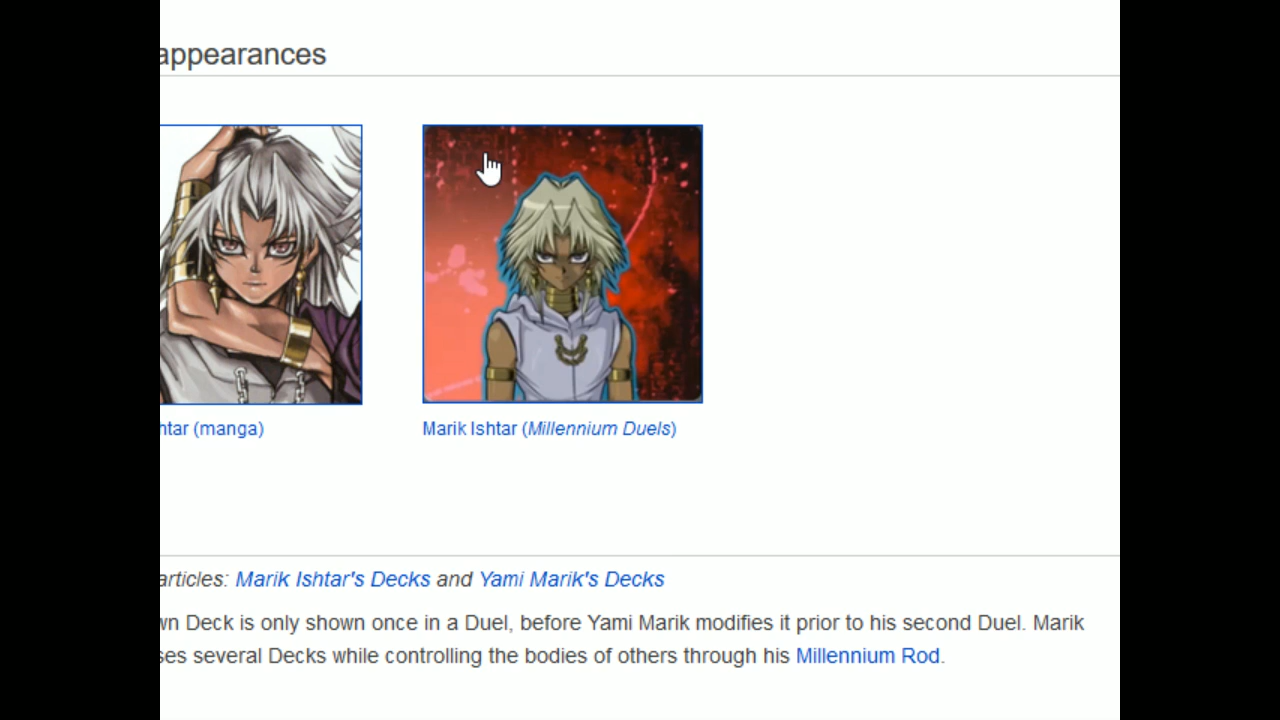 appearances
htar (manga)
Marik Ishtar (Millennium Duels)
articles: Marik Ishtar's Decks and Yami Marik's Decks
wn Deck is only shown once in a Duel, before Yami Marik modifies it prior to his second Duel. Marik
ses several Decks while controlling the bodies of others through his Millennium Rod.